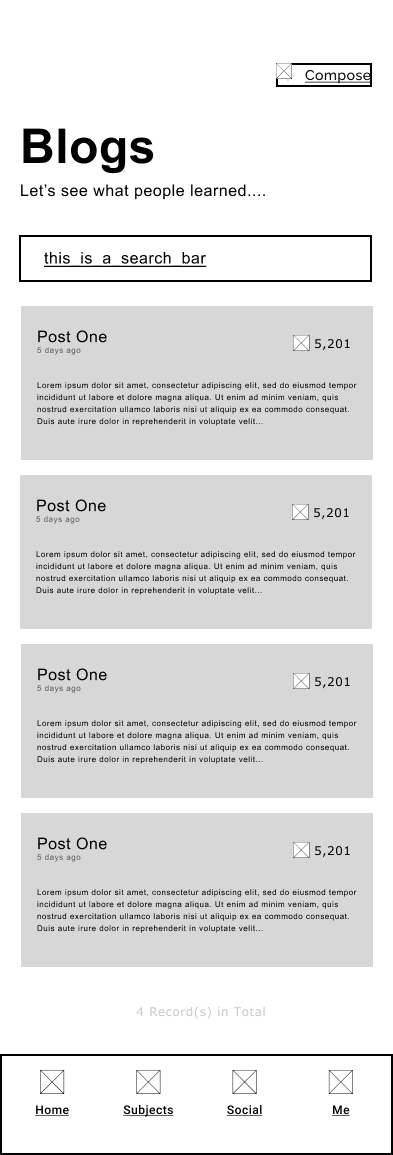 Compose
Blogs
Let's see what people learned....
this_is_a_search_bar
Post One
5 days ago
5,201
Lorem ipsum dolor sit amet, consectetur adipiscing elit, sed do eiusmod tempor
incididunt ut labore et dolore magna aliqua. Ut enim ad minim veniam, quis
nostrud exercitation ullamco laboris nisi ut aliquip ex ea commodo consequat.
Duis aute irure dolor in reprehenderit in voluptate velit...
Post One
5 days ago
5,201
Lorem ipsum dolor sit amet, consectetur adipiscing elit, sed do eiusmod tempor
incididunt ut labore et dolore magna aliqua. Ut enim ad minim veniam, quis
nostrud exercitation ullamco laboris nisi ut aliquip ex ea commodo consequat.
Duis aute irure dolor in reprehenderit in voluptate velit...
Post One
5 days ago
5,201
Lorem ipsum dolor sit amet, consectetur adipiscing elit, sed do eiusmod tempor
incididunt ut labore et dolore magna aliqua. Ut enim ad minim veniam, quis
nostrud exercitation ullamco laboris nisi ut aliquip ex ea commodo consequat.
Duis aute irure dolor in reprehenderit in voluptate velit...
Post One
5 days ago
5,201
Lorem ipsum dolor sit amet, consectetur adipiscing elit, sed do eiusmod tempor
incididunt ut labore et dolore magna aliqua. Ut enim ad minim veniam, quis
nostrud exercitation ullamco laboris nisi ut aliquip ex ea commodo consequat.
Duis aute irure dolor in reprehenderit in voluptate velit...
4 Record(s) in Total
Home Subjects Social Me